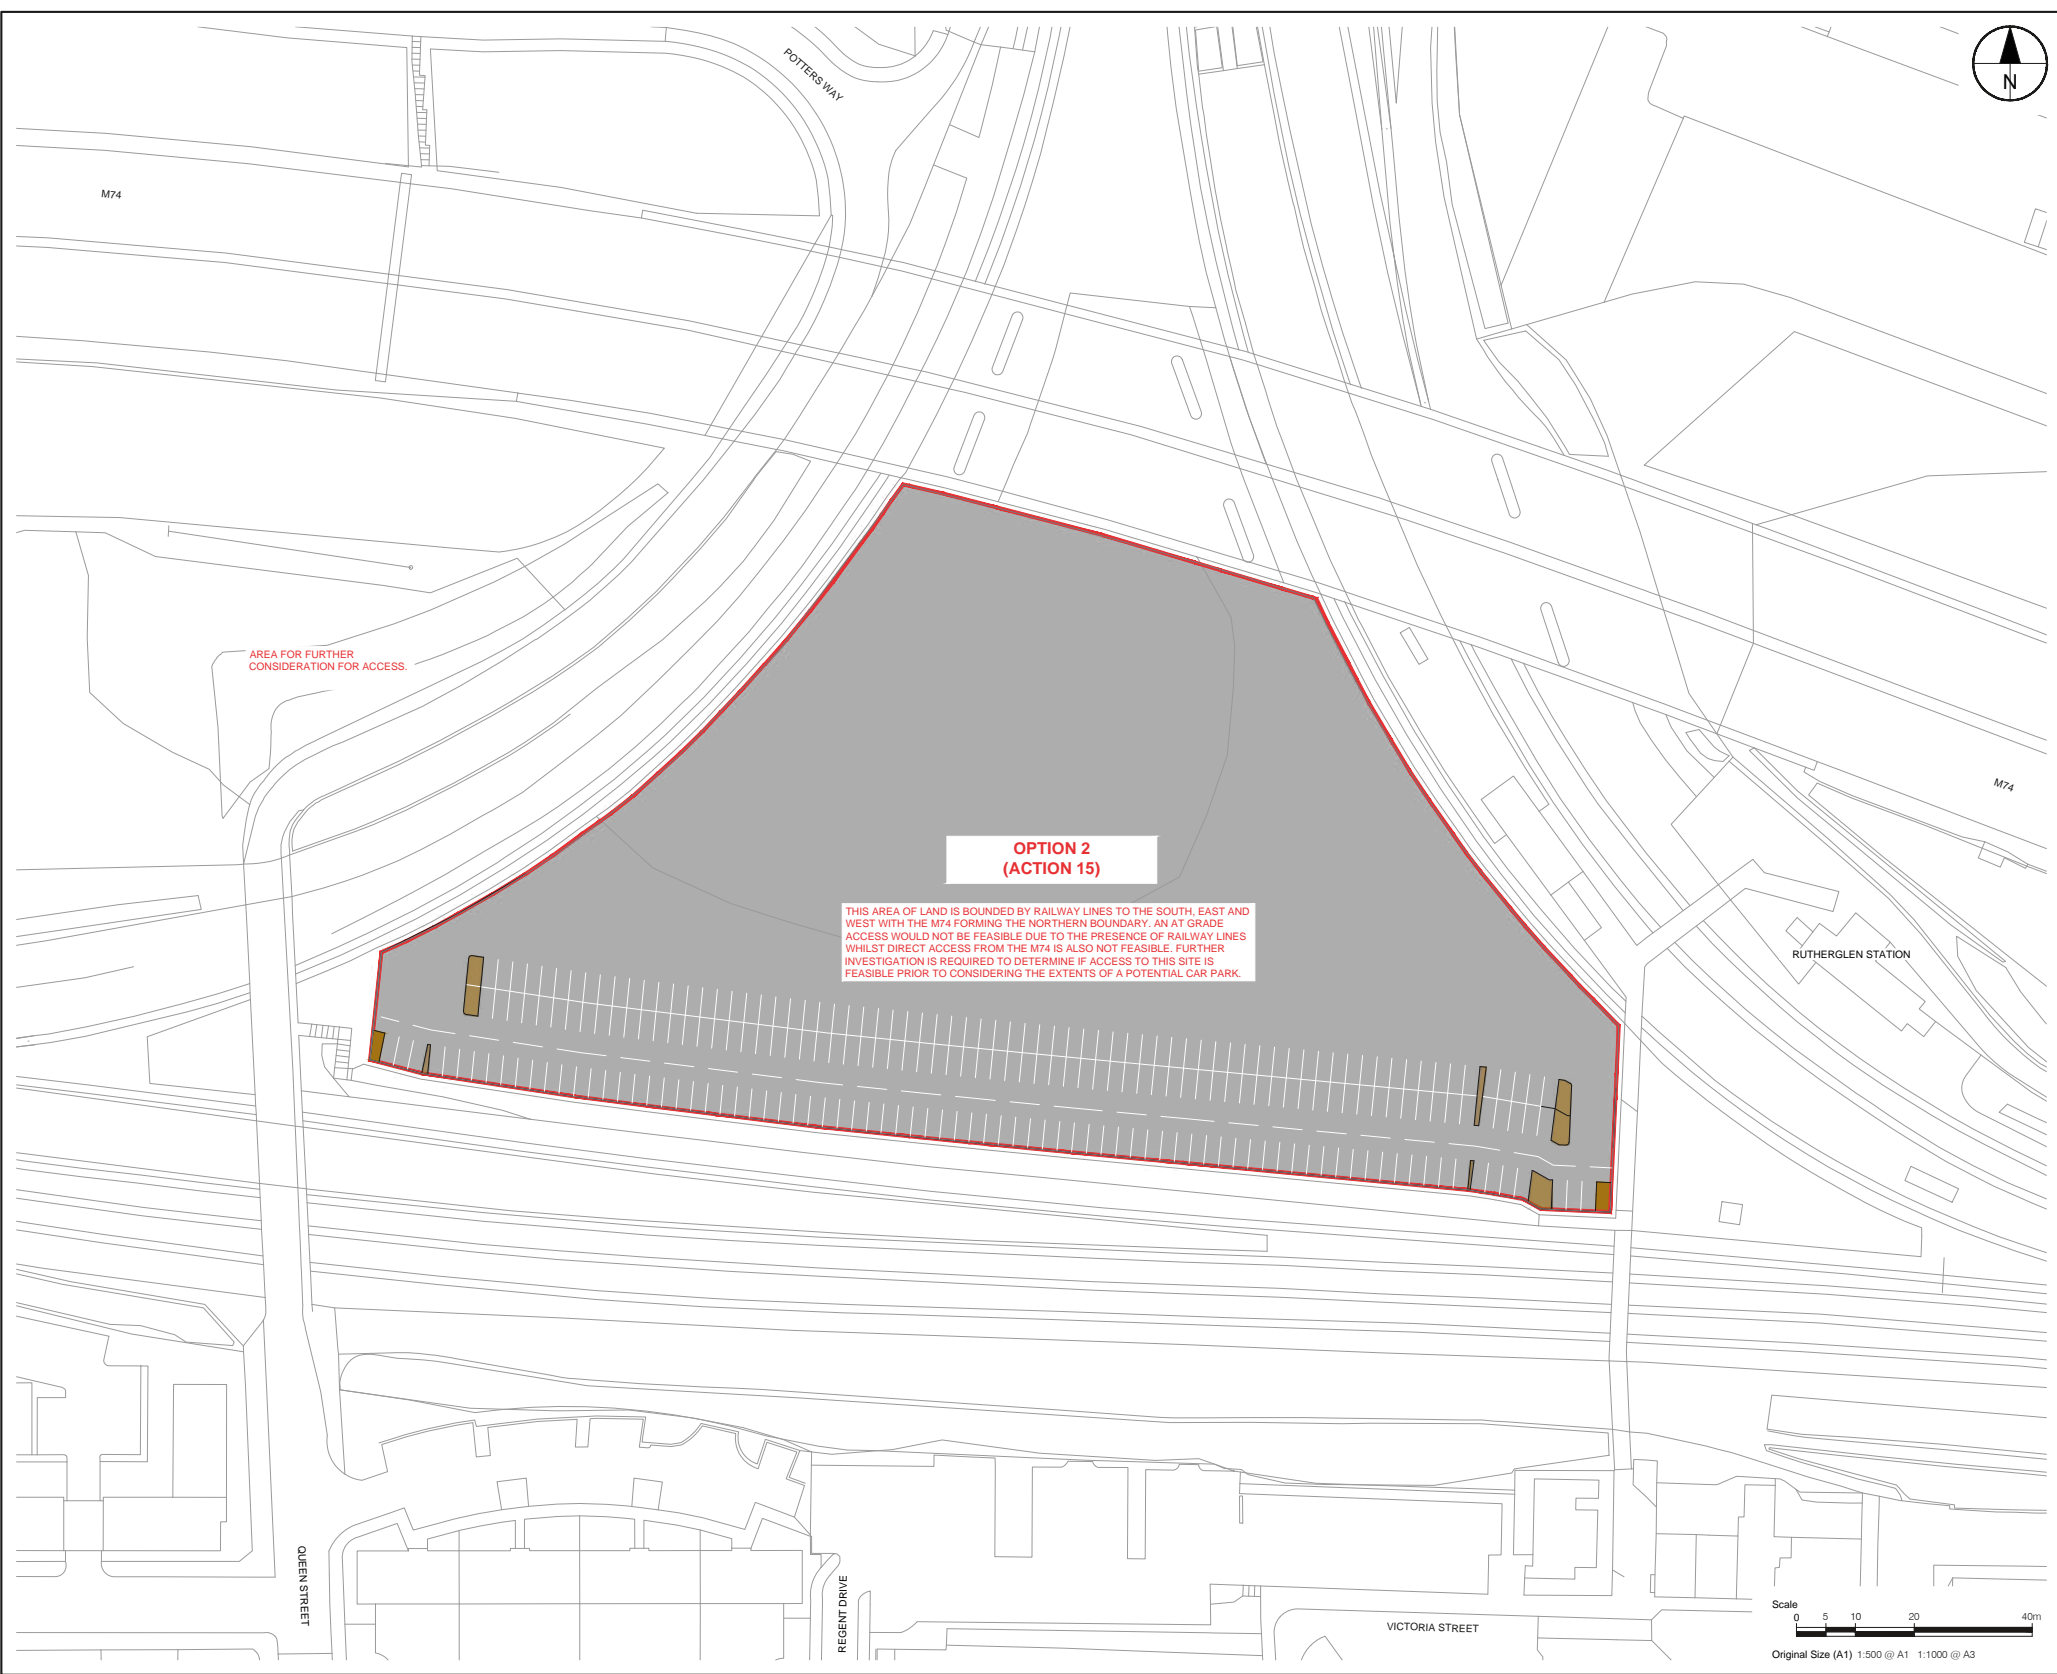 POTTERS WAY
N
M74
AREA FOR FURTHER
CONSIDERATION FOR ACCESS.
M74
OPTION 2
(ACTION 15)
THIS AREA OF LAND IS BOUNDED BY RAILWAY LINES TO THE SOUTH, EAST AND
WEST WITH THE M74 FORMING THE NORTHERN BOUNDARY. AN AT GRADE
ACCESS WOULD NOT BE FEASIBLE DUE TO THE PRESENCE OF RAILWAY LINES
WHILST DIRECT ACCESS FROM THE M74 IS ALSO NOT FEASIBLE. FURTHER
INVESTIGATION IS REQUIRED TO DETERMINE IF ACCESS TO THIS SITE IS
FEASIBLE PRIOR TO CONSIDERING THE EXTENTS OF A POTENTIAL CAR PARK.
RUTHERGLEN STATION
QUEEN STREET
REGENT DRIVE
VICTORIA STREET
Scale
0 5 10 20 40m
Original Size (A1) 1:500 @ A1 1:1000 @ A3